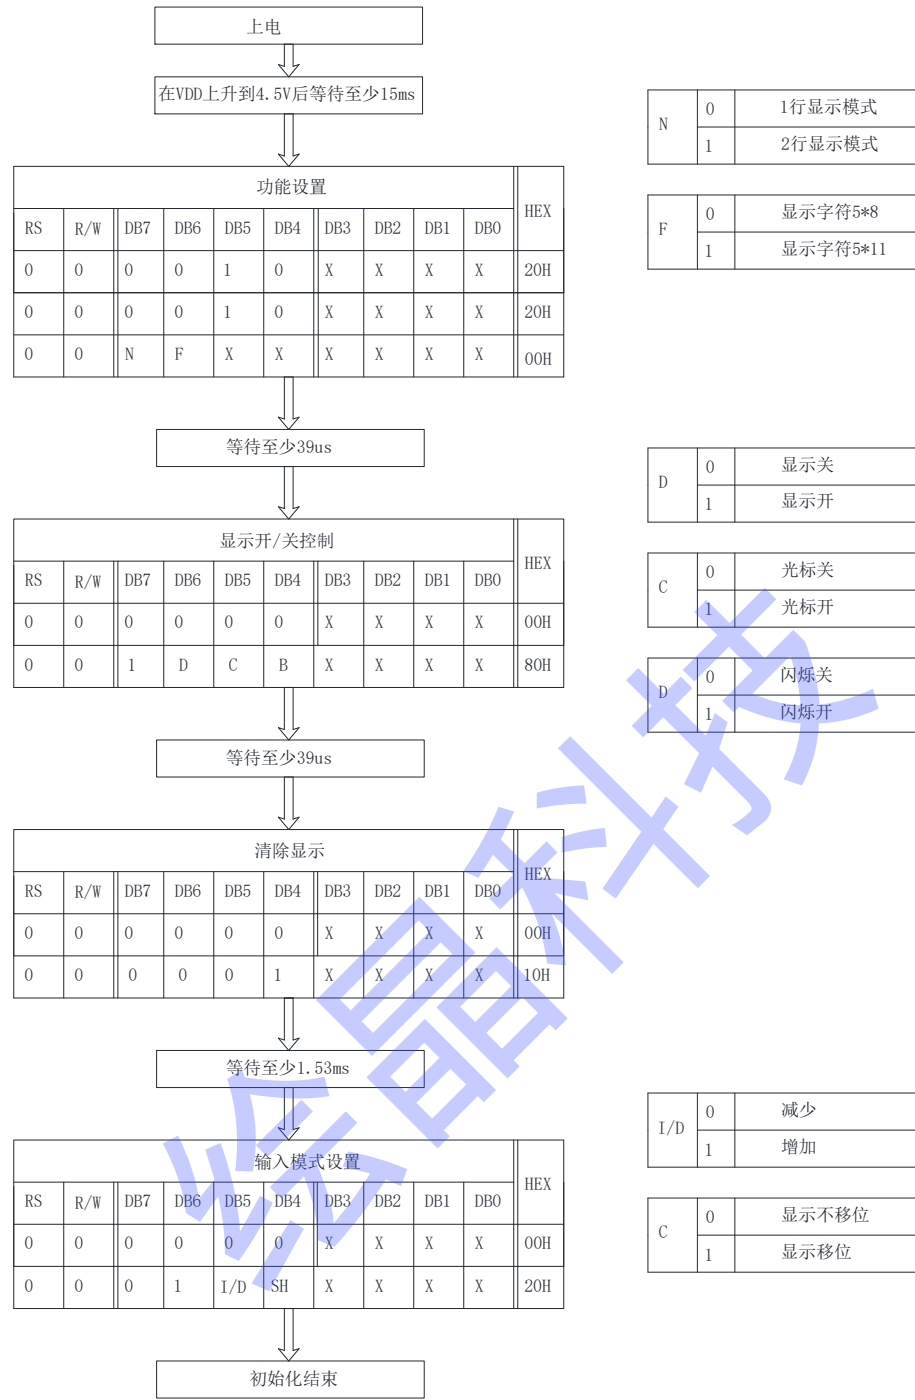 上电
在VDD上升到4.5V后等待至少15ms
功能设置 HEX
RS R/W DB7 DB6 DB5 DB4 DB3 DB2 DB1 DB0
0 0 0 0 1 0 X X X X 20H
0 0 0 0 1 0 X X X X 20H
0 0 N F X X X X X X 00H
N 0 1行显示模式
1 2行显示模式
F 0 显示字符5*8
1 显示字符5*11
等待至少39us
显示开/关控制 HEX
RS R/W DB7 DB6 DB5 DB4 DB3 DB2 DB1 DB0
0 0 0 0 0 0 X X X X 00H
0 0 1 D C B X X X X 80H
D 0 显示关
1 显示开
C 0 光标关
1 光标开
D 0 闪烁关
1 闪烁开
等待至少39us
清除显示 HEX
RS R/W DB7 DB6 DB5 DB4 DB3 DB2 DB1 DB0
0 0 0 0 0 0 X X X X 00H
0 0 0 0 0 1 X X X X 10H
等待至少1.53ms
输入模式设置 HEX
RS R/W DB7 DB6 DB5 DB4 DB3 DB2 DB1 DB0
0 0 0 0 0 0 X X X X 00H
0 0 0 1 I/D SH X X X X 20H
I/D 0 减少
1 增加
C 0 显示不移位
1 显示移位
初始化结束
绘晶科技